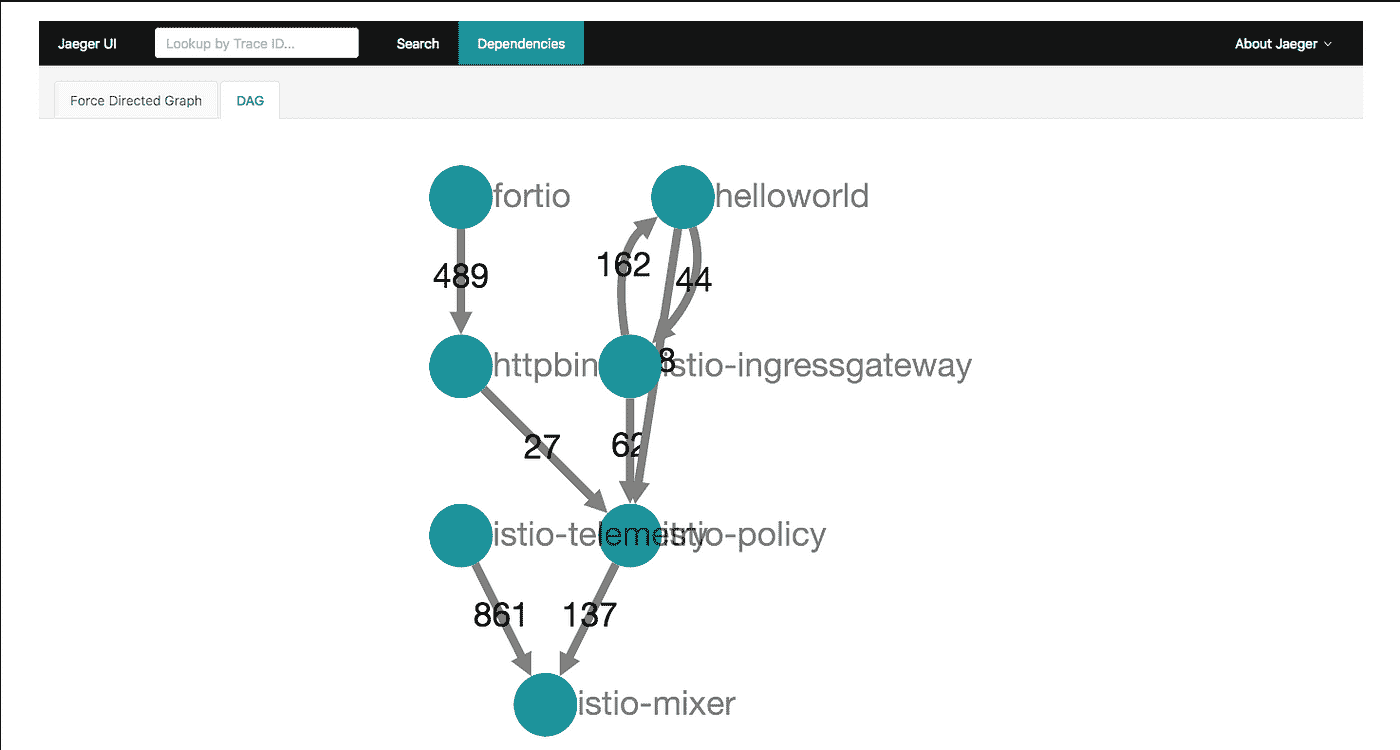 Jaeger UI Lookup by Trace ID... Search Dependencies About Jaeger
Force Directed Graph DAG
fortio helloworld
489 162 44
httpbin istio-ingressgateway
8
27 62
istio-telemetry istio-policy
861 137
istio-mixer